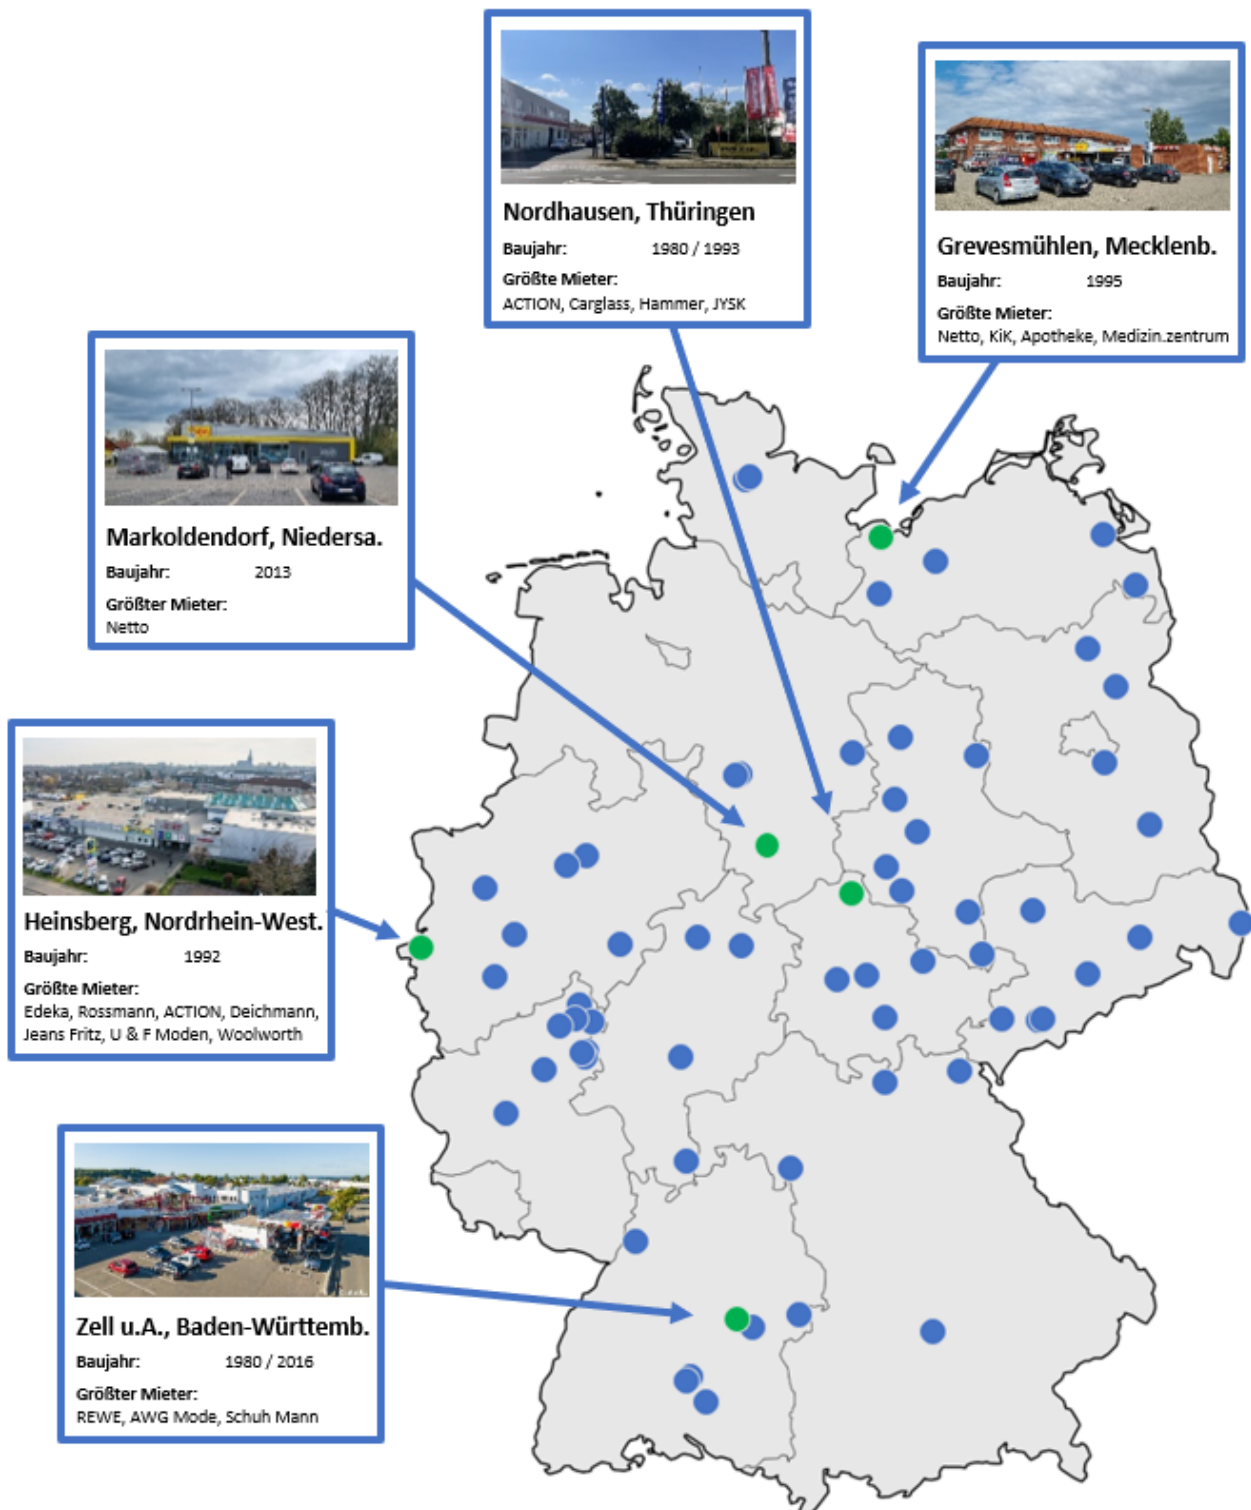 Nordhausen, Thüringen
Baujahr: 1980 / 1993
Größte Mieter:
ACTION, Carglass, Hammer, JYSK
Grevesmühlen, Mecklenb.
Baujahr: 1995
Größte Mieter:
Netto, KiK, Apotheke, Medizin.zentrum
Markoldendorf, Niedersa.
Baujahr: 2013
Größter Mieter:
Netto
Heinsberg, Nordrhein-West.
Baujahr: 1992
Größte Mieter:
Edeka, Rossmann, ACTION, Deichmann,
Jeans Fritz, U & F Moden, Woolworth
Zell u.A., Baden-Württemb.
Baujahr: 1980 / 2016
Größter Mieter:
REWE, AWG Mode, Schuh Mann